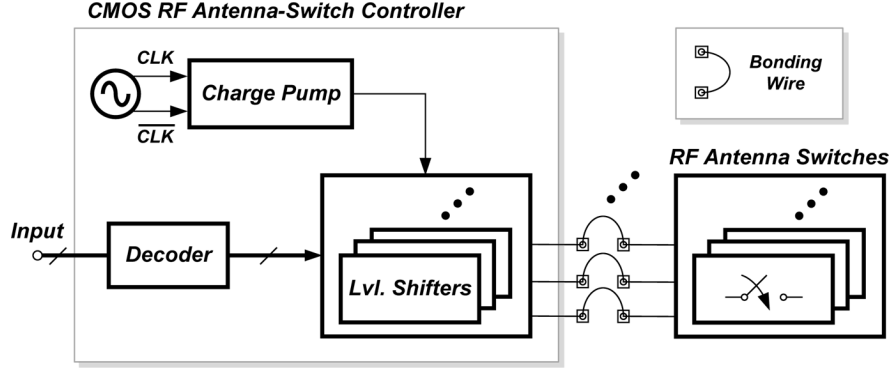 CMOS RF Antenna-Switch Controller
CLK
CLK
Charge Pump
Bonding
Wire
RF Antenna Switches
Input
Decoder
Lvl. Shifters